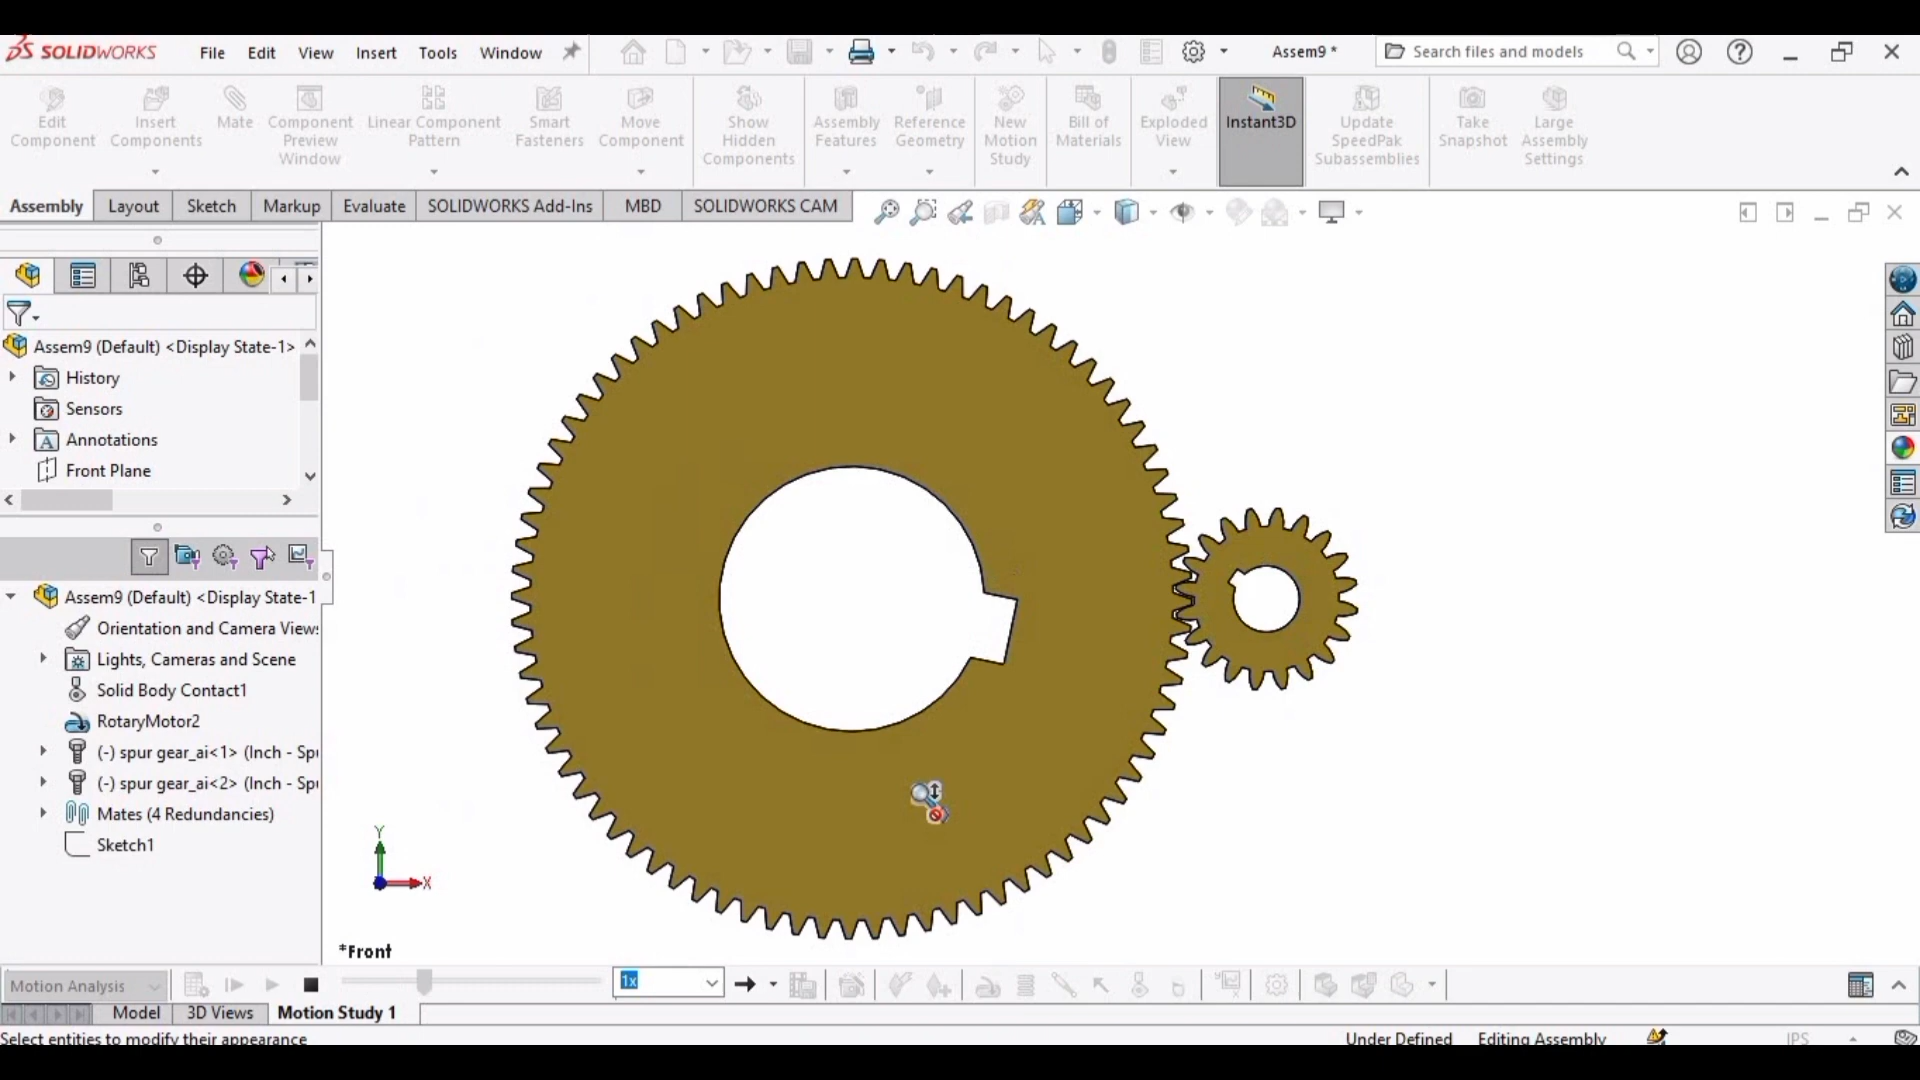 SOLIDWORKS File Edit View Insert Tools Window Assem9 * Search files and models
Edit Component
Insert Components
Mate
Component Preview Window
Linear Component Pattern
Smart Fasteners
Move Component
Show Hidden Components
Assembly Features
Reference Geometry
New Motion Study
Bill of Materials
Exploded View
Instant3D
Update SpeedPak Subassemblies
Take Snapshot
Large Assembly Settings
Assembly Layout Sketch Markup Evaluate SOLIDWORKS Add-Ins MBD SOLIDWORKS CAM
Assem9 (Default) <Display State-1>
History
Sensors
Annotations
Front Plane
Assem9 (Default) <Display State-1
Orientation and Camera Views
Lights, Cameras and Scene
Solid Body Contact1
RotaryMotor2
(-) spur gear_ai<1> (Inch - Sp
(-) spur gear_ai<2> (Inch - Sp
Mates (4 Redundancies)
Sketch1
Y
X
*Front
Motion Analysis 1x
Model 3D Views Motion Study 1
Select entities to modify their appearance Under Defined Editing Assembly IPS